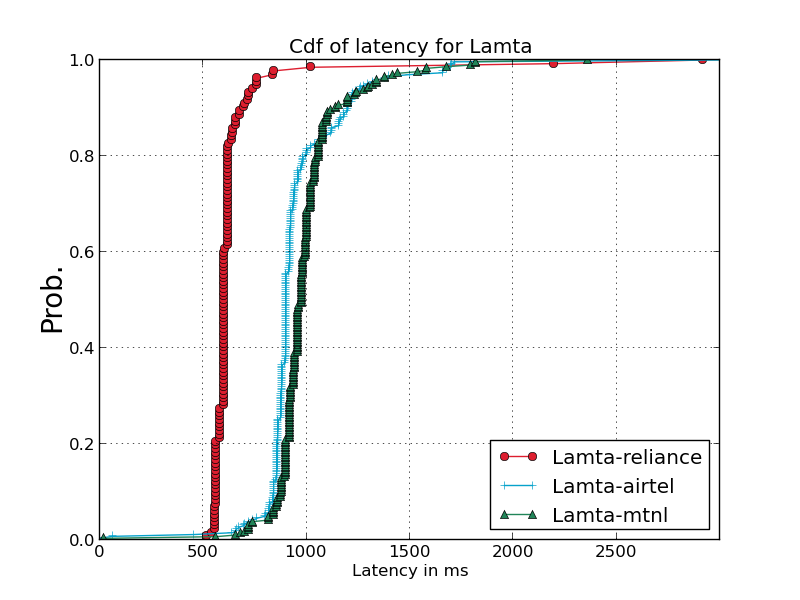 Cdf of latency for Lamta
1.0
0.8
0.6
0.4
0.2
0.0
Prob.
0
500
1000
1500
2000
2500
Latency in ms
Lamta-reliance
Lamta-airtel
Lamta-mtnl